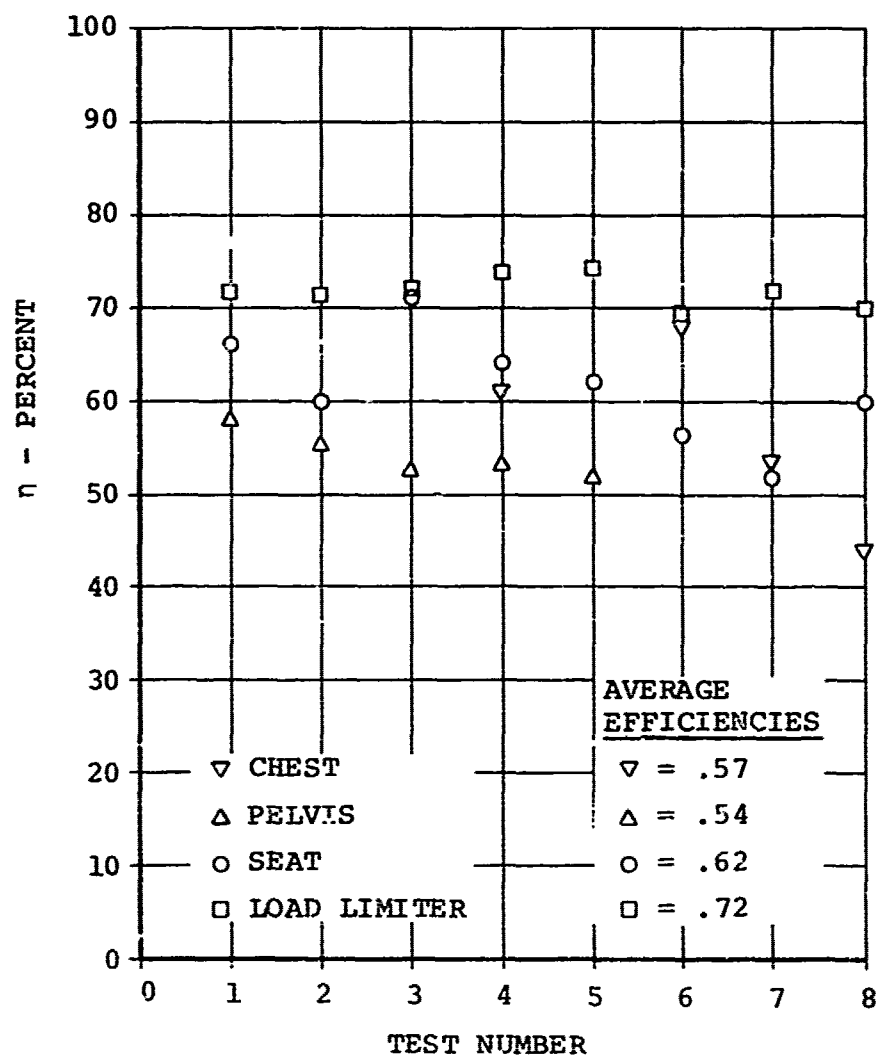 100
90
80
70
60
50
40
30
20
10
0
η - PERCENT
AVERAGE
EFFICIENCIES
▽ CHEST
▽ = .57
△ PELVIS
△ = .54
○ SEAT
○ = .62
□ LOAD LIMITER
□ = .72
0 1 2 3 4 5 6 7 8
TEST NUMBER